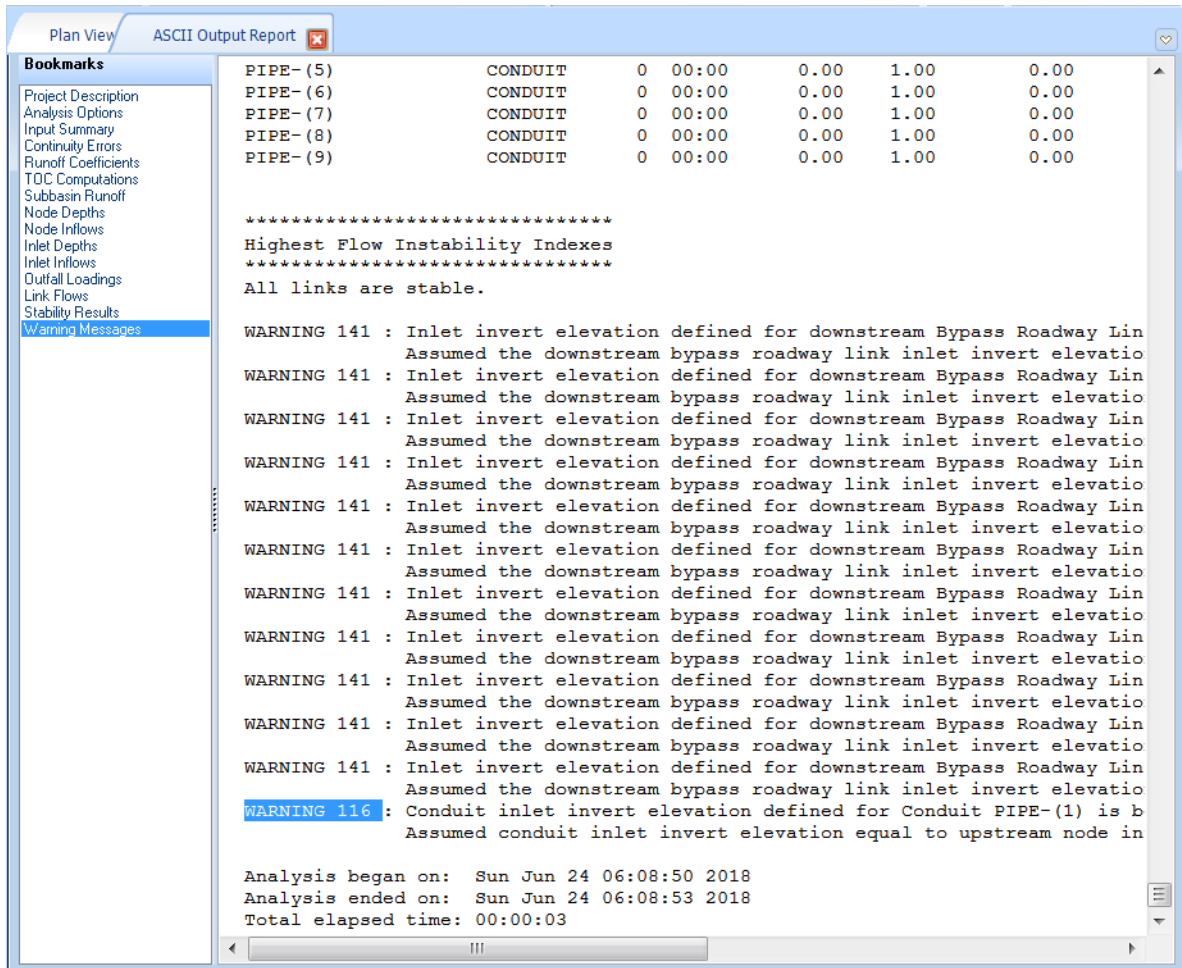 Plan View
ASCII Output Report
Bookmarks
Project Description
Analysis Options
Input Summary
Continuity Errors
Runoff Coefficients
TOC Computations
Subbasin Runoff
Node Depths
Node Inflows
Inlet Depths
Inlet Inflows
Outfall Loadings
Link Flows
Stability Results
Warning Messages
PIPE-(5) CONDUIT 0 00:00 0.00 1.00 0.00
PIPE-(6) CONDUIT 0 00:00 0.00 1.00 0.00
PIPE-(7) CONDUIT 0 00:00 0.00 1.00 0.00
PIPE-(8) CONDUIT 0 00:00 0.00 1.00 0.00
PIPE-(9) CONDUIT 0 00:00 0.00 1.00 0.00
********************************
Highest Flow Instability Indexes
********************************
All links are stable.
WARNING 141 : Inlet invert elevation defined for downstream Bypass Roadway Lin
Assumed the downstream bypass roadway link inlet invert elevatio
WARNING 141 : Inlet invert elevation defined for downstream Bypass Roadway Lin
Assumed the downstream bypass roadway link inlet invert elevatio
WARNING 141 : Inlet invert elevation defined for downstream Bypass Roadway Lin
Assumed the downstream bypass roadway link inlet invert elevatio
WARNING 141 : Inlet invert elevation defined for downstream Bypass Roadway Lin
Assumed the downstream bypass roadway link inlet invert elevatio
WARNING 141 : Inlet invert elevation defined for downstream Bypass Roadway Lin
Assumed the downstream bypass roadway link inlet invert elevatio
WARNING 141 : Inlet invert elevation defined for downstream Bypass Roadway Lin
Assumed the downstream bypass roadway link inlet invert elevatio
WARNING 141 : Inlet invert elevation defined for downstream Bypass Roadway Lin
Assumed the downstream bypass roadway link inlet invert elevatio
WARNING 141 : Inlet invert elevation defined for downstream Bypass Roadway Lin
Assumed the downstream bypass roadway link inlet invert elevatio
WARNING 141 : Inlet invert elevation defined for downstream Bypass Roadway Lin
Assumed the downstream bypass roadway link inlet invert elevatio
WARNING 141 : Inlet invert elevation defined for downstream Bypass Roadway Lin
Assumed the downstream bypass roadway link inlet invert elevatio
WARNING 141 : Inlet invert elevation defined for downstream Bypass Roadway Lin
Assumed the downstream bypass roadway link inlet invert elevatio
WARNING 116 : Conduit inlet invert elevation defined for Conduit PIPE-(1) is b
Assumed conduit inlet invert elevation equal to upstream node in
Analysis began on: Sun Jun 24 06:08:50 2018
Analysis ended on: Sun Jun 24 06:08:53 2018
Total elapsed time: 00:00:03